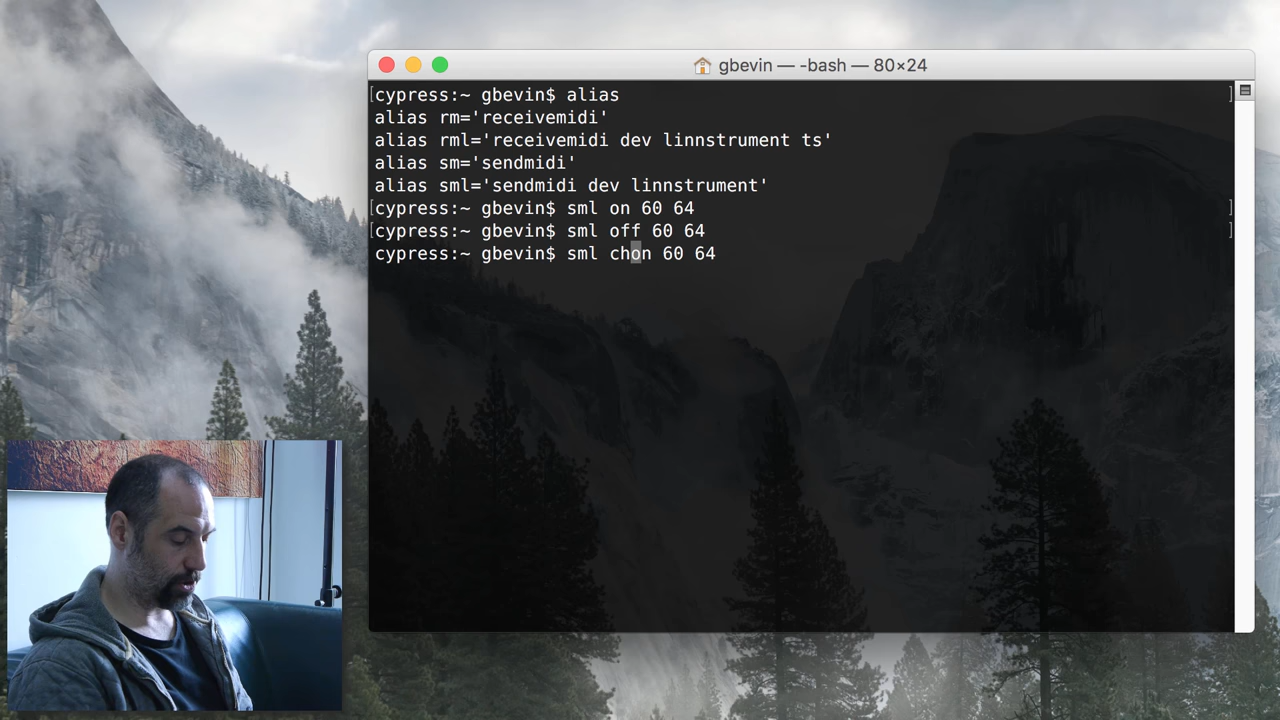 gbevin — -bash — 80×24
[cypress:~ gbevin$ alias ]
alias rm='receivemidi'
alias rml='receivemidi dev linnstrument ts'
alias sm='sendmidi'
alias sml='sendmidi dev linnstrument'
[cypress:~ gbevin$ sml on 60 64 ]
[cypress:~ gbevin$ sml off 60 64 ]
cypress:~ gbevin$ sml chon 60 64